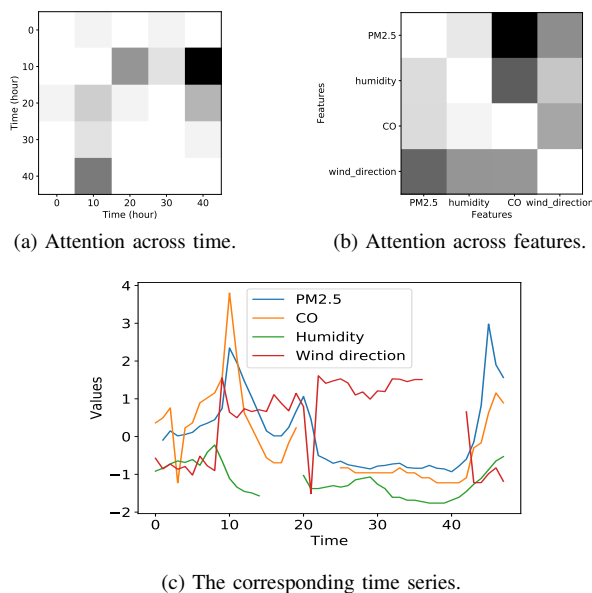 0
10
20
30
40
Time (hour)
0 10 20 30 40
Time (hour)
(a) Attention across time.
PM2.5
humidity
CO
wind_direction
Features
PM2.5 humidity CO wind_direction
Features
(b) Attention across features.
4
3
2
1
0
−1
−2
Values
PM2.5
CO
Humidity
Wind direction
0 10 20 30 40
Time
(c) The corresponding time series.